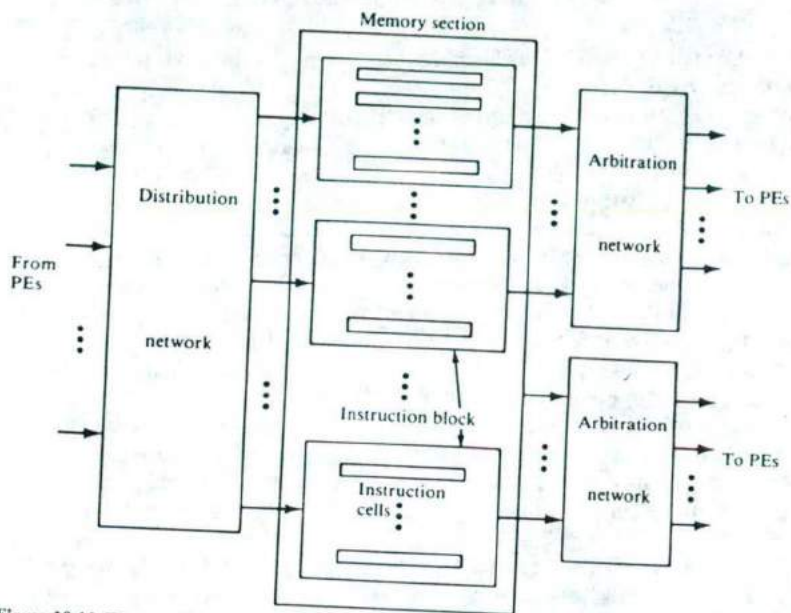 Memory section
Distribution
network
From
PEs
Arbitration
network
To PEs
Instruction block
Instruction
cells
Arbitration
network
To PEs